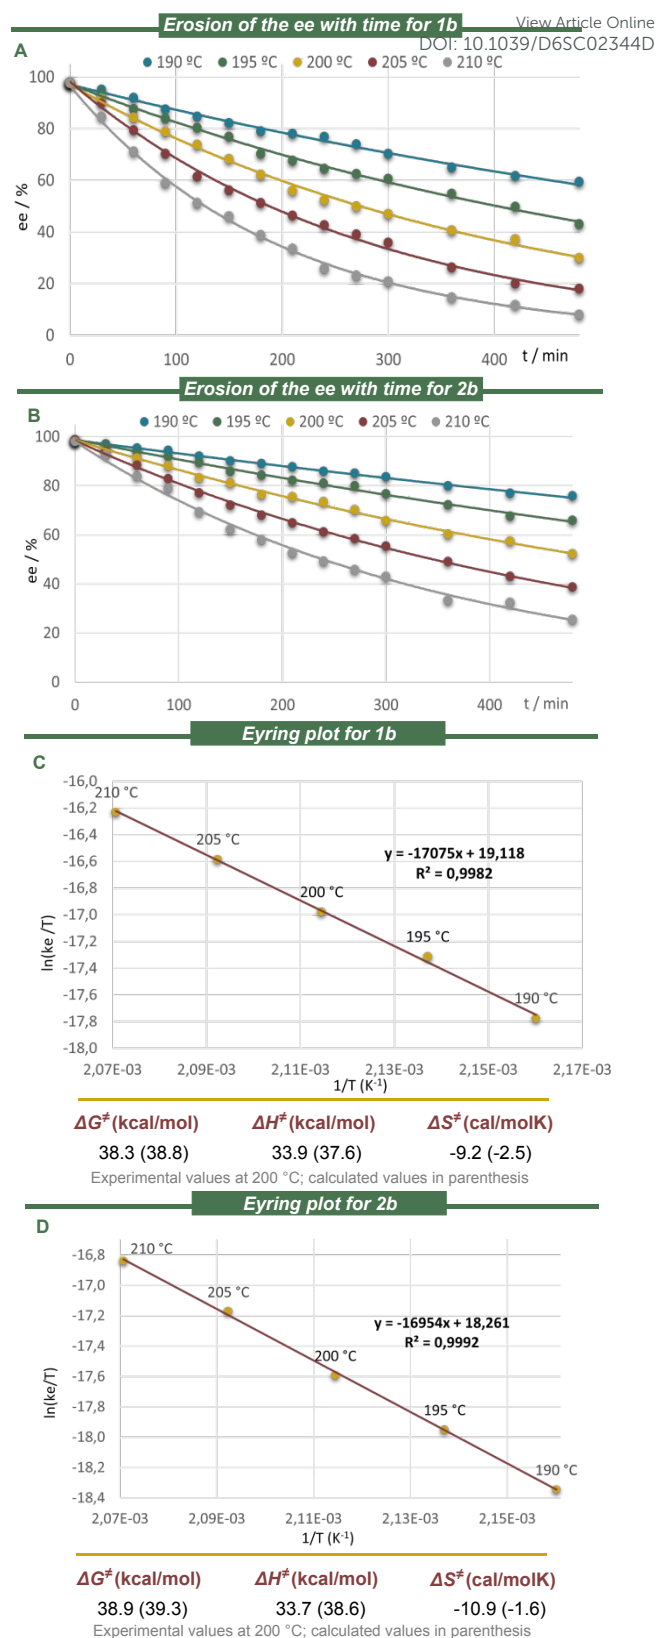 Erosion of the ee with time for 1b
View Article Online
DOI: 10.1039/D6SC02344D
A
190 ºC 195 ºC 200 ºC 205 ºC 210 ºC
100
80
60
40
20
0
ee / %
0 100 200 300 400 t / min
Erosion of the ee with time for 2b
B
190 ºC 195 ºC 200 ºC 205 ºC 210 ºC
100
80
60
40
20
0
ee / %
0 100 200 300 400 t / min
Eyring plot for 1b
C
-16,0
-16,2
-16,4
-16,6
-16,8
-17,0
-17,2
-17,4
-17,6
-17,8
-18,0
ln(ke /T)
210 °C
205 °C
200 °C
195 °C
190 °C
y = -17075x + 19,118
R² = 0,9982
2,07E-03 2,09E-03 2,11E-03 2,13E-03 2,15E-03 2,17E-03
1/T (K⁻¹)
ΔG≠ (kcal/mol) ΔH≠ (kcal/mol) ΔS≠ (cal/molK)
38.3 (38.8) 33.9 (37.6) -9.2 (-2.5)
Experimental values at 200 °C; calculated values in parenthesis
Eyring plot for 2b
D
-16,8
-17,0
-17,2
-17,4
-17,6
-17,8
-18,0
-18,2
-18,4
ln(ke/T)
210 °C
205 °C
200 °C
195 °C
190 °C
y = -16954x + 18,261
R² = 0,9992
2,07E-03 2,09E-03 2,11E-03 2,13E-03 2,15E-03
1/T (K⁻¹)
ΔG≠ (kcal/mol) ΔH≠ (kcal/mol) ΔS≠ (cal/molK)
38.9 (39.3) 33.7 (38.6) -10.9 (-1.6)
Experimental values at 200 °C; calculated values in parenthesis